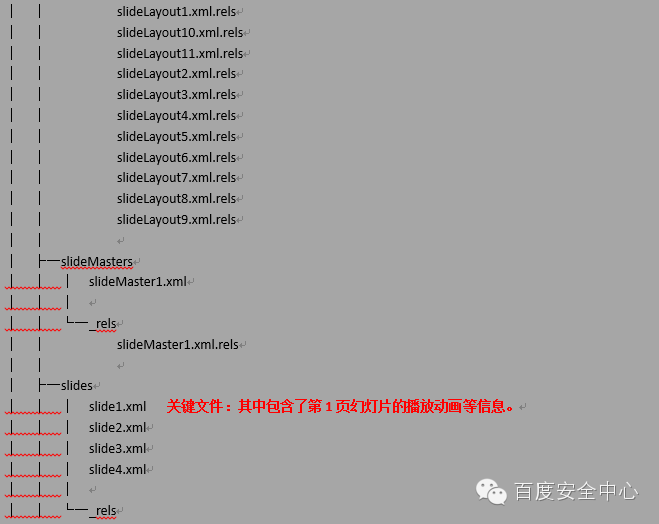 slideLayout1.xml.rels
slideLayout10.xml.rels
slideLayout11.xml.rels
slideLayout2.xml.rels
slideLayout3.xml.rels
slideLayout4.xml.rels
slideLayout5.xml.rels
slideLayout6.xml.rels
slideLayout7.xml.rels
slideLayout8.xml.rels
slideLayout9.xml.rels
slideMasters
slideMaster1.xml
_rels
slideMaster1.xml.rels
slides
slide1.xml 关键文件：其中包含了第 1 页幻灯片的播放动画等信息。
slide2.xml
slide3.xml
slide4.xml
百度安全中心
_rels